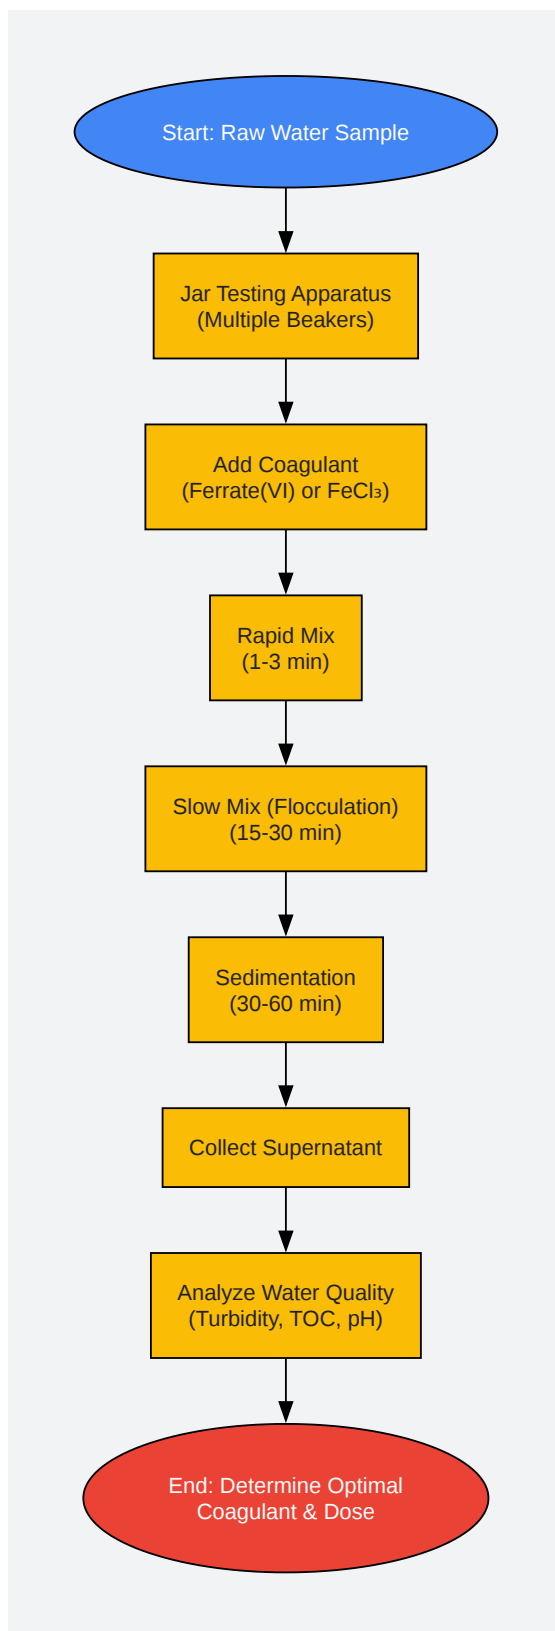 Start: Raw Water Sample
Jar Testing Apparatus
(Multiple Beakers)
Add Coagulant
(Ferrate(VI) or FeCl₃)
Rapid Mix
(1-3 min)
Slow Mix (Flocculation)
(15-30 min)
Sedimentation
(30-60 min)
Collect Supernatant
Analyze Water Quality
(Turbidity, TOC, pH)
End: Determine Optimal
Coagulant & Dose